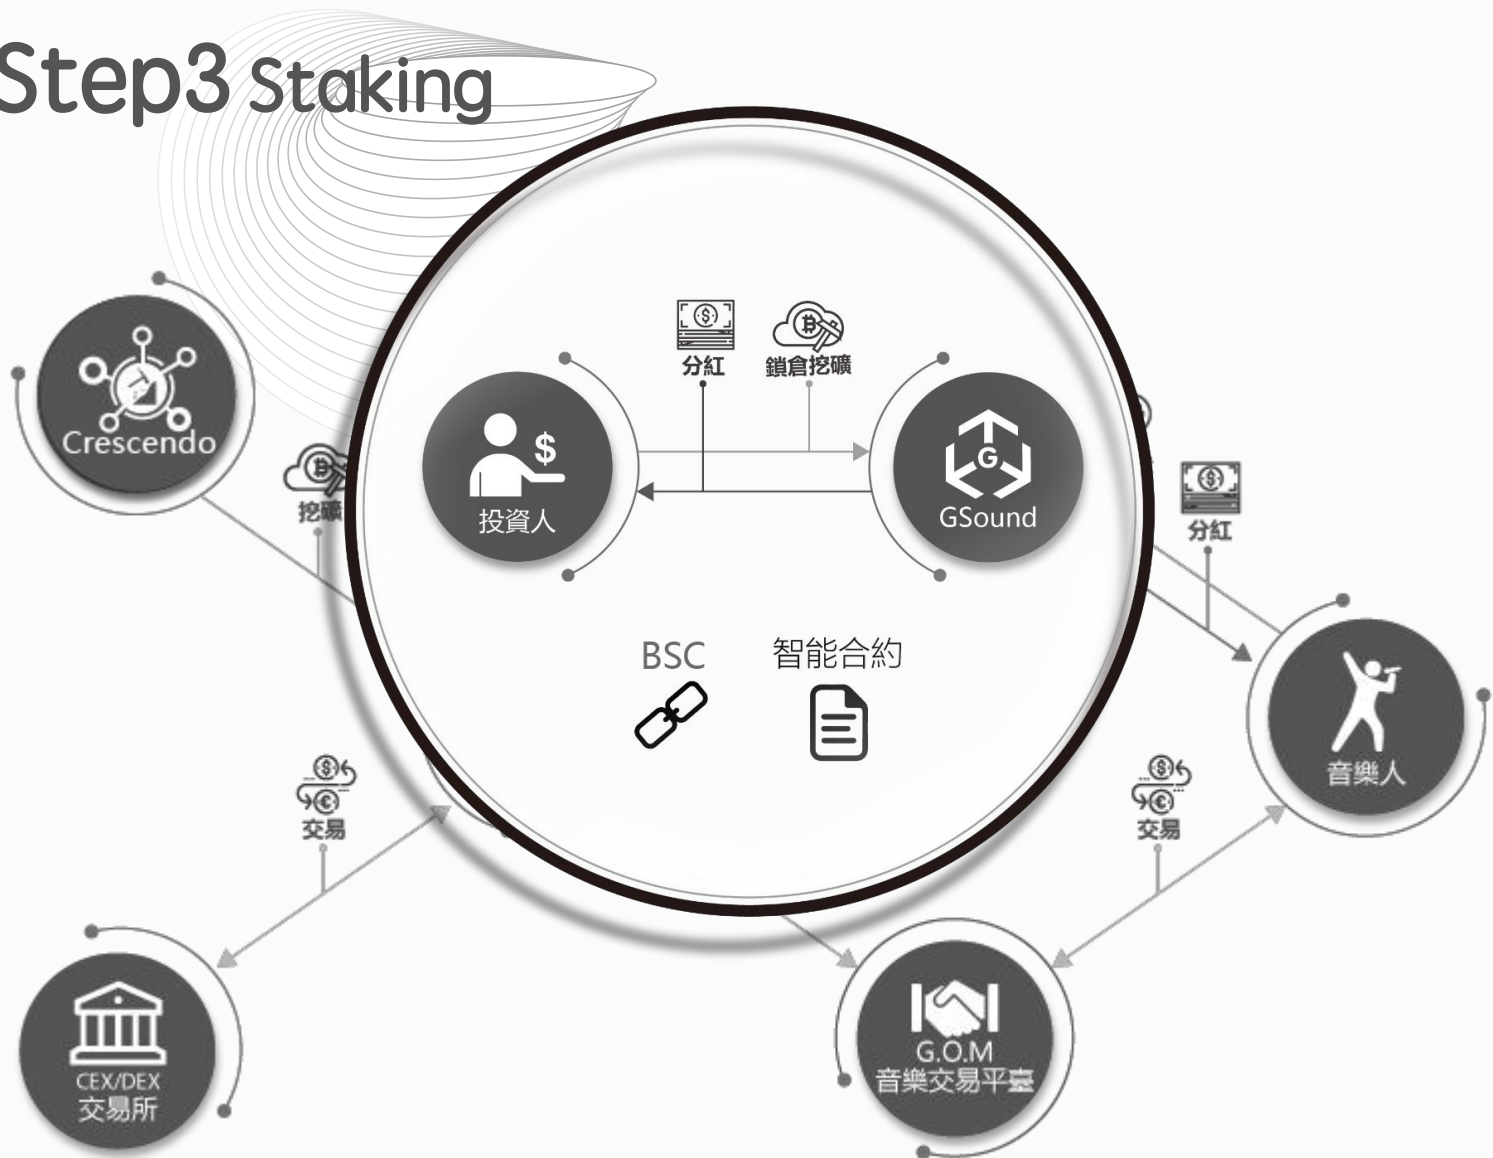 Step3 Staking
分紅
鎖倉挖礦
Crescendo
挖礦
投資人
G
GSound
分紅
BSC
智能合約
音樂人
交易
交易
CEX/DEX
交易所
G.O.M
音樂交易平臺